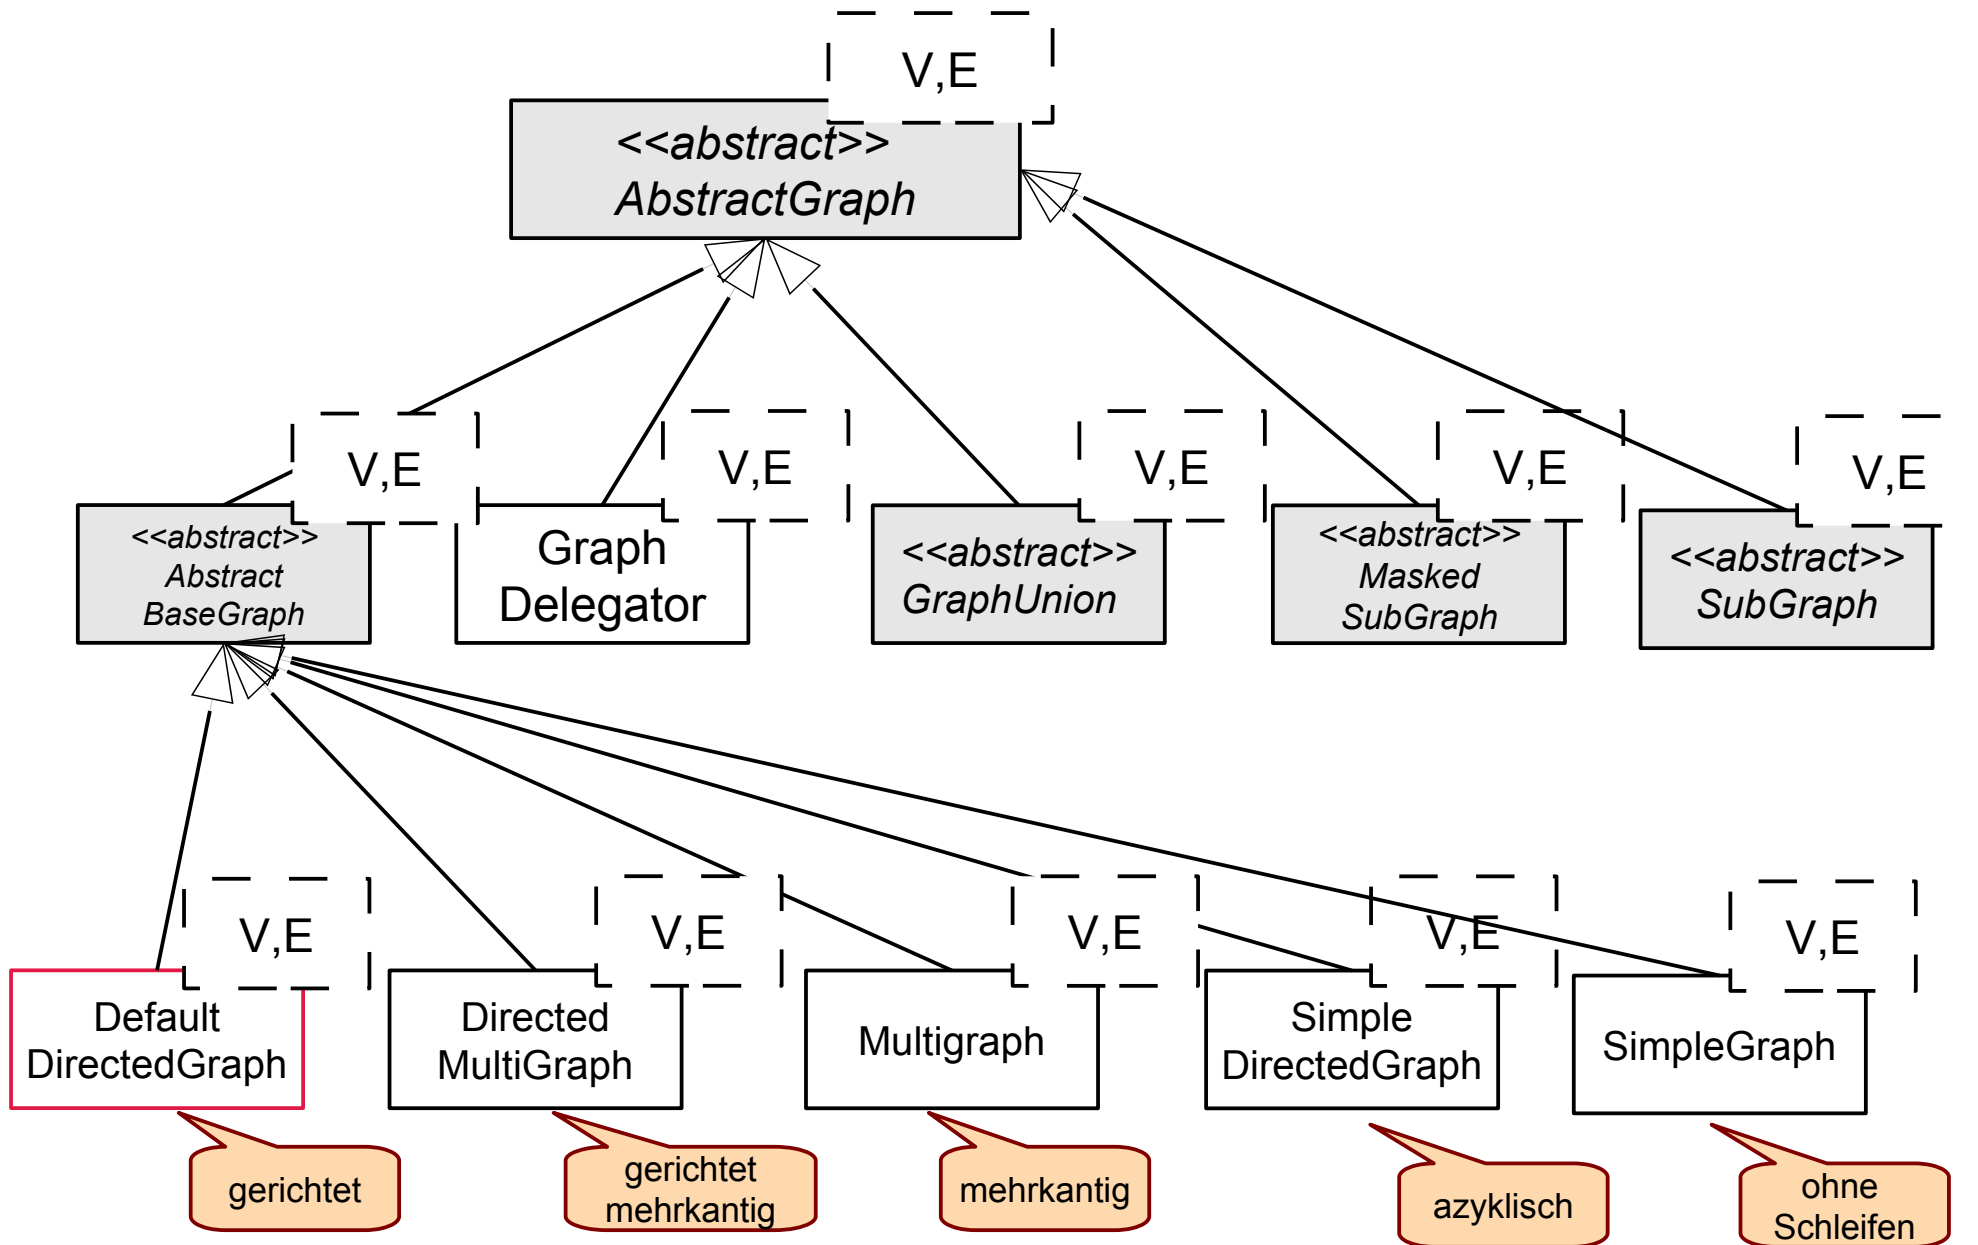 V,E
<<abstract>>
AbstractGraph
V,E
V,E
V,E
V,E
V,E
<<abstract>>
Abstract
BaseGraph
Graph
Delegator
<<abstract>>
GraphUnion
<<abstract>>
Masked
SubGraph
<<abstract>>
SubGraph
V,E
V,E
V,E
V,E
V,E
Default
DirectedGraph
Directed
MultiGraph
Multigraph
Simple
DirectedGraph
SimpleGraph
gerichtet
gerichtet
mehrkantig
mehrkantig
azyklisch
ohne
Schleifen